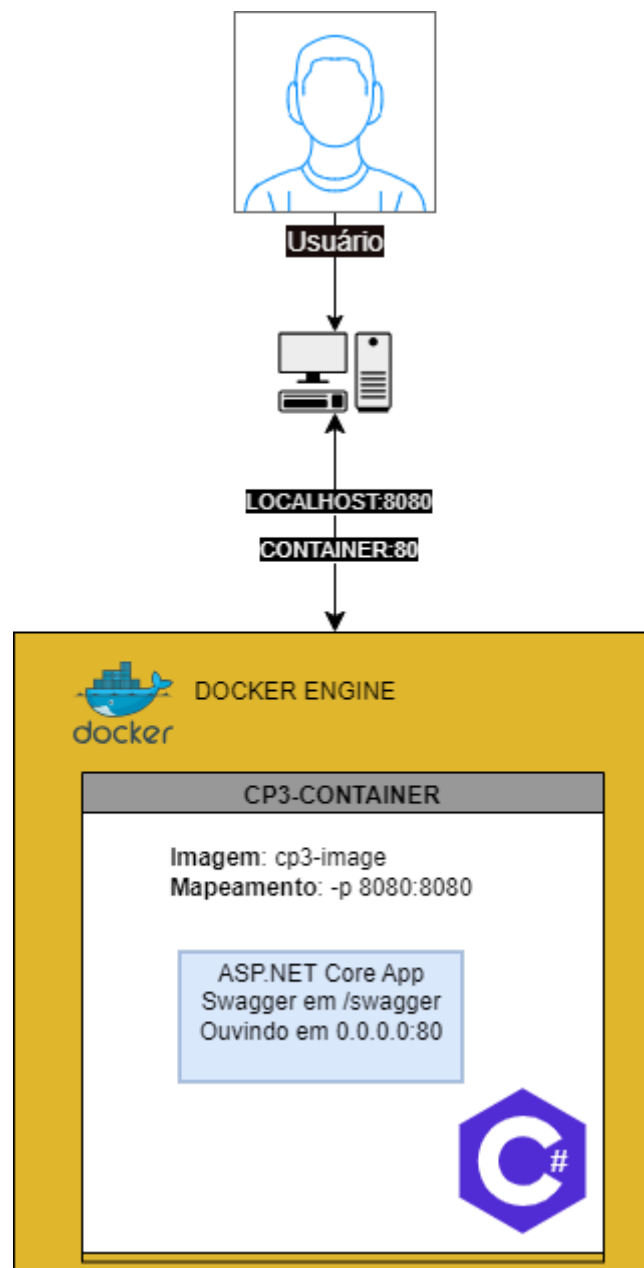 Usuário
LOCALHOST:8080
CONTAINER:80
docker
DOCKER ENGINE
CP3-CONTAINER
Imagem: cp3-image
Mapeamento: -p 8080:8080
ASP.NET Core App
Swagger em /swagger
Ouvindo em 0.0.0.0:80
C#